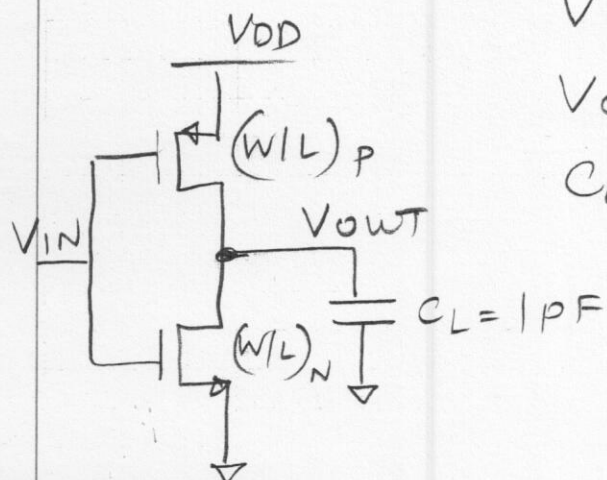 VDD
(W/L)P
VIN
VOUT
CL = 1pF
(W/L)N
V